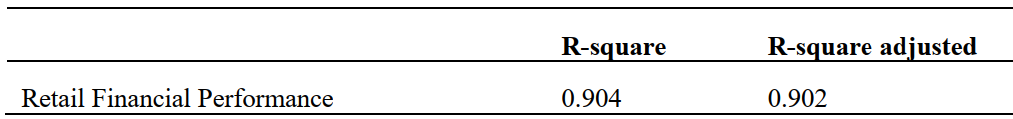 R-square R-square adjusted
Retail Financial Performance 0.904 0.902